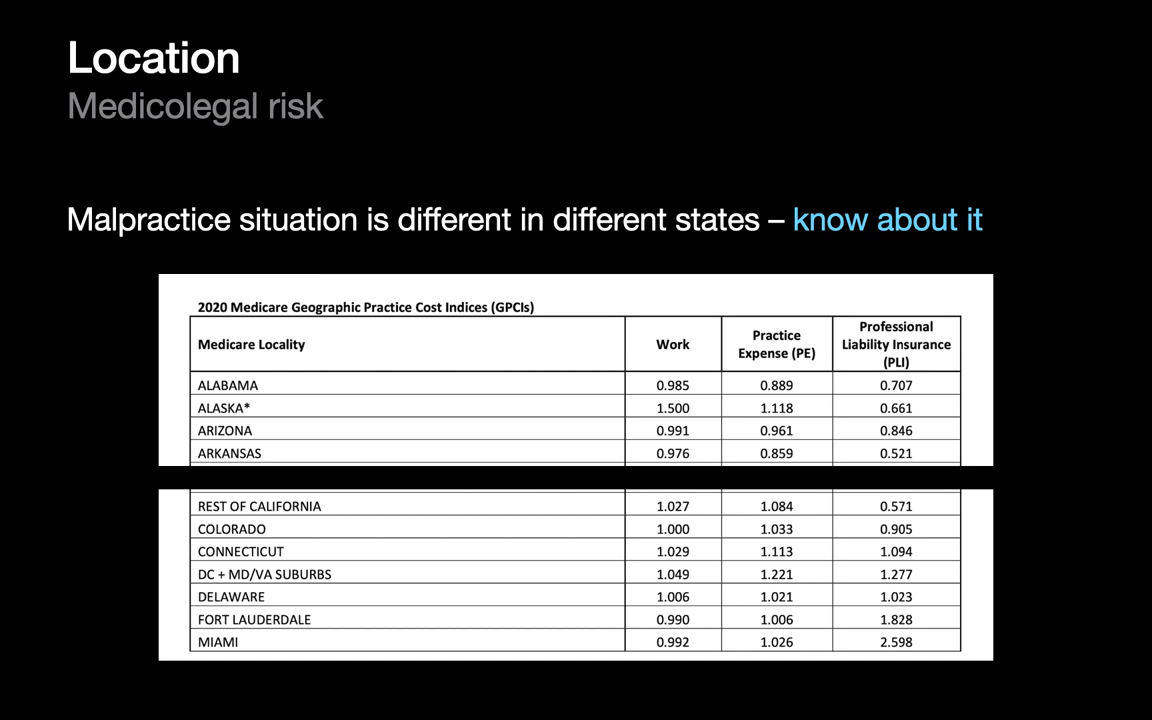 Location
Medicolegal risk
Malpractice situation is different in different states – know about it
2020 Medicare Geographic Practice Cost Indices (GPCIs)
Medicare Locality Work Practice Expense (PE) Professional Liability Insurance (PLI)
ALABAMA 0.985 0.889 0.707
ALASKA* 1.500 1.118 0.661
ARIZONA 0.991 0.961 0.846
ARKANSAS 0.976 0.859 0.521
REST OF CALIFORNIA 1.027 1.084 0.571
COLORADO 1.000 1.033 0.905
CONNECTICUT 1.029 1.113 1.094
DC + MD/VA SUBURBS 1.049 1.221 1.277
DELAWARE 1.006 1.021 1.023
FORT LAUDERDALE 0.990 1.006 1.828
MIAMI 0.992 1.026 2.598